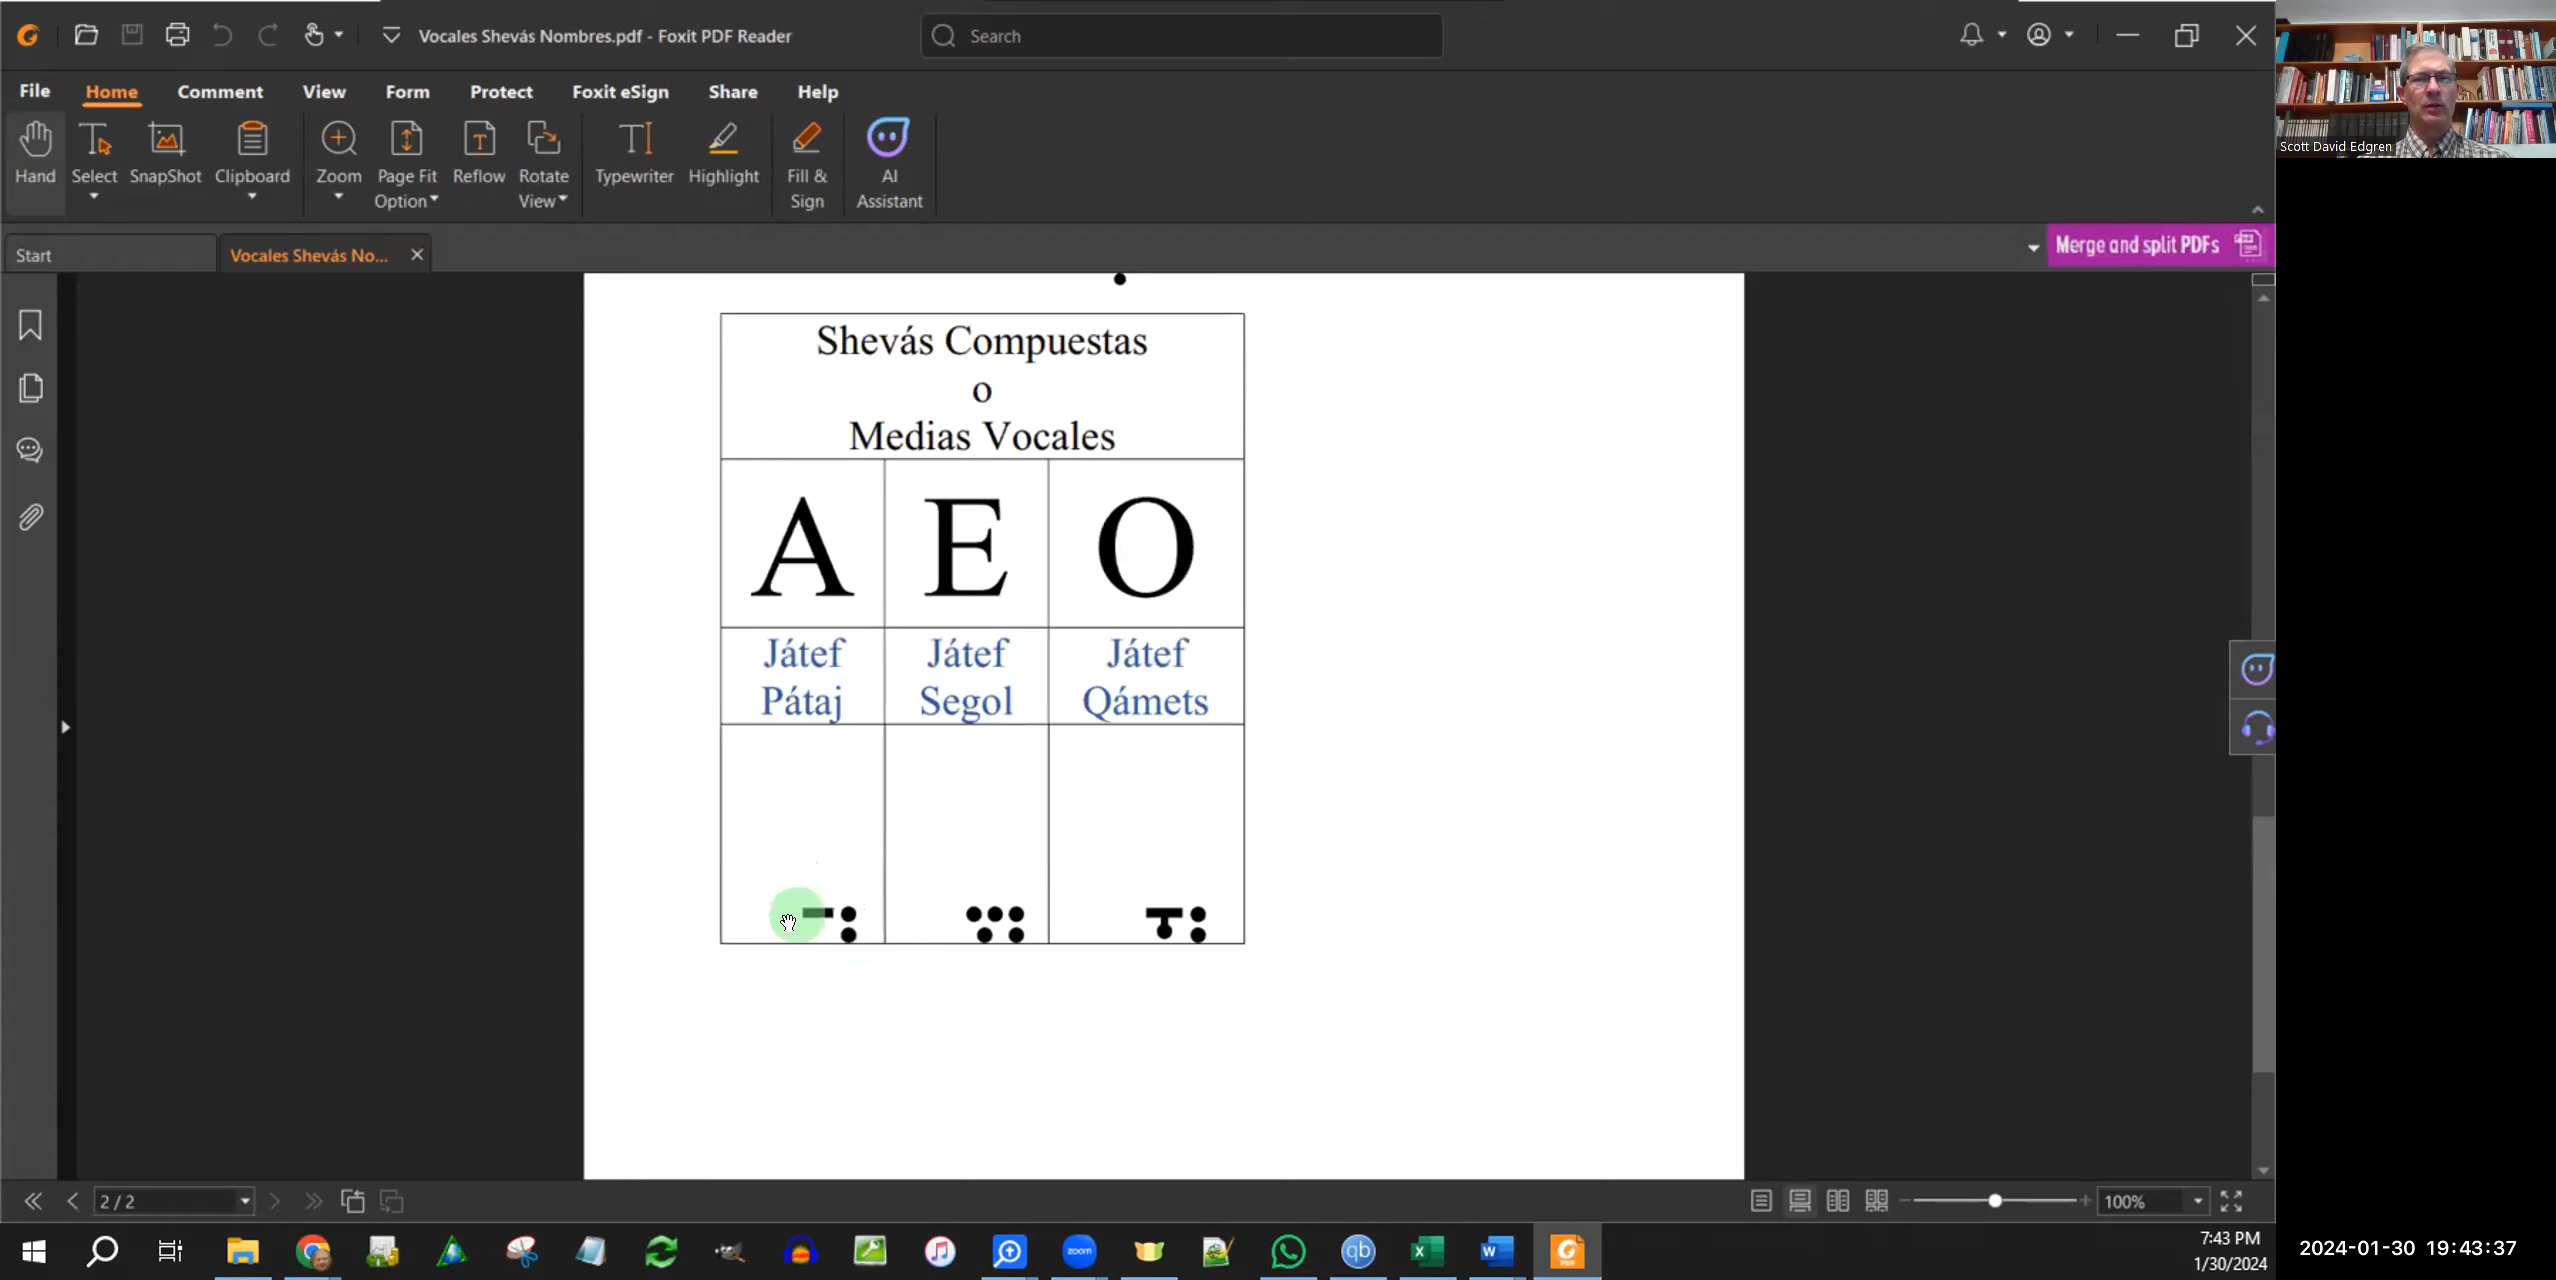 Vocales Shevás Nombres.pdf - Foxit PDF Reader
Search
File Home Comment View Form Protect Foxit eSign Share Help
Hand Select SnapShot Clipboard Zoom Page Fit Option Reflow Rotate View Typewriter Highlight Fill & Sign AI Assistant
Start
Vocales Shevás No...
Merge and split PDFs
Scott David Edgren
Shevás Compuestas
o
Medias Vocales
A E O
Játef Játef Játef
Pátaj Segol Qámets
ֲ ֱ ֳ
2 / 2
100%
zoom
qb
7:43 PM
1/30/2024
2024-01-30 19:43:37